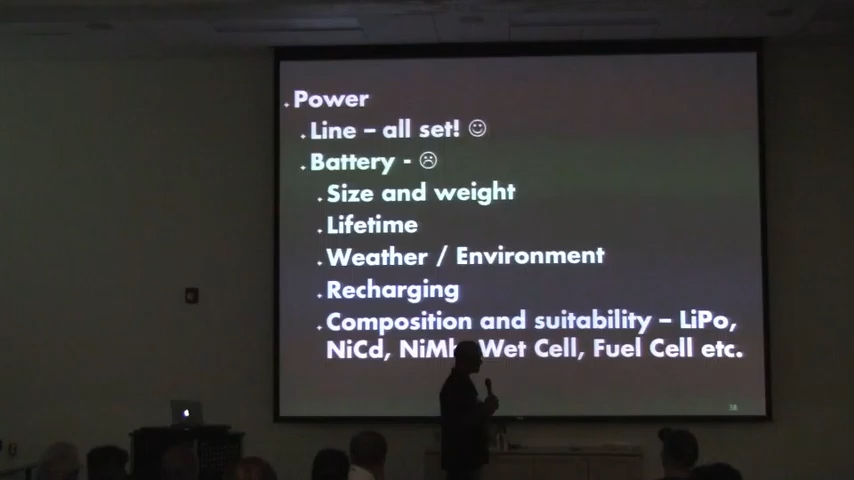 Power
Line – all set! ☺
Battery - ☹
Size and weight
Lifetime
Weather / Environment
Recharging
Composition and suitability – LiPo,
NiCd, Wet Cell, Fuel Cell etc.